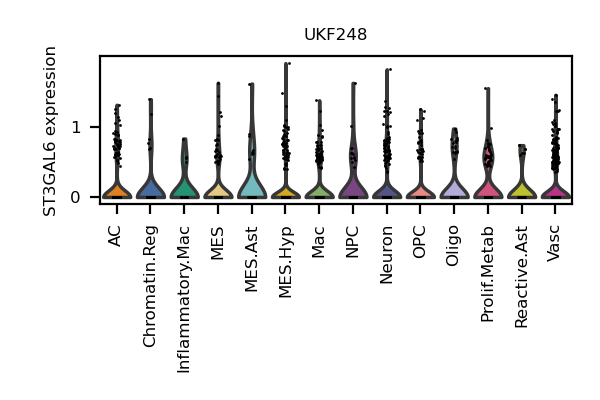 UKF248
ST3GAL6 expression
1
0
AC
Chromatin.Reg
Inflammatory.Mac
MES
MES.Ast
MES.Hyp
Mac
NPC
Neuron
OPC
Oligo
Prolif.Metab
Reactive.Ast
Vasc